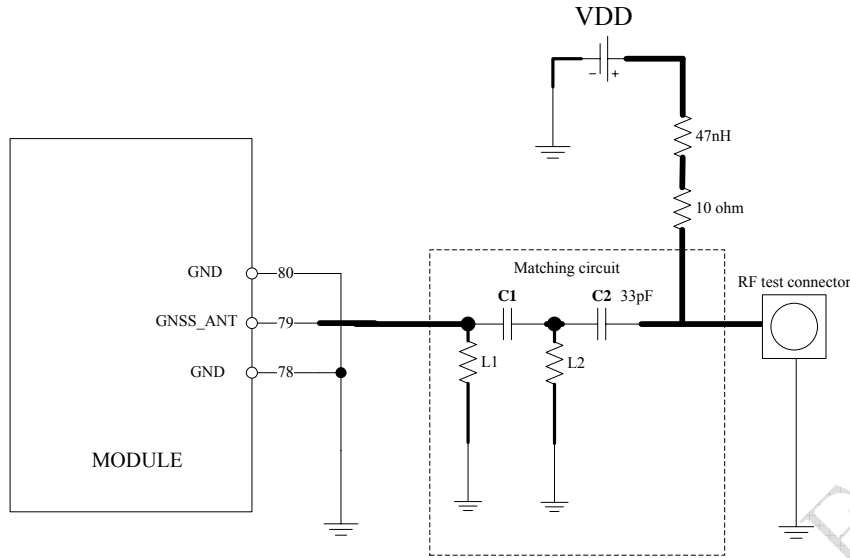 VDD
− +
47nH
10 ohm
Matching circuit
RF test connector
C1 C2 33pF
GND 80
GNSS_ANT 79
GND 78
L1 L2
MODULE